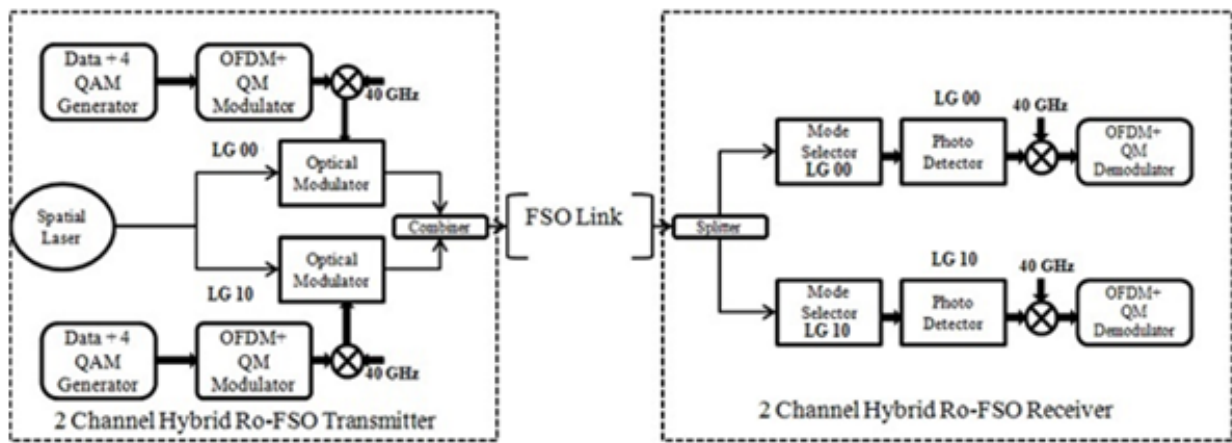 Data + 4
QAM
Generator
OFDM+
QM
Modulator
40 GHz
LG 00
Optical
Modulator
Spatial
Laser
Combiner
Optical
Modulator
LG 10
Data + 4
QAM
Generator
OFDM+
QM
Modulator
40 GHz
2 Channel Hybrid Ro-FSO Transmitter
FSO Link
Splitter
Mode
Selector
LG 00
LG 00
Photo
Detector
40 GHz
OFDM+
QM
Demodulator
Mode
Selector
LG 10
LG 10
Photo
Detector
40 GHz
OFDM+
QM
Demodulator
2 Channel Hybrid Ro-FSO Receiver